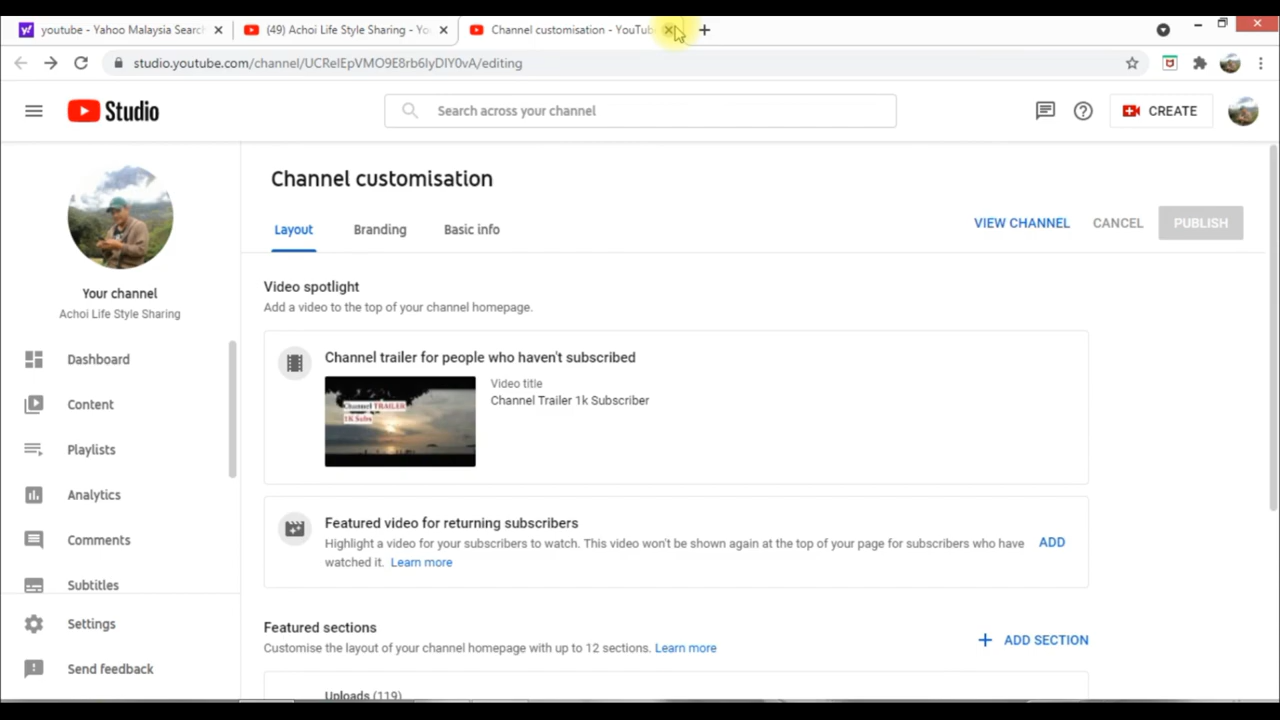 youtube - Yahoo Malaysia Search
(49) Achoi Life Style Sharing - Yo
Channel customisation - YouTub
studio.youtube.com/channel/UCRelEpVMO9E8rb6lyDIY0vA/editing
Studio
Search across your channel
CREATE
Channel customisation
Layout
Branding
Basic info
VIEW CHANNEL
CANCEL
PUBLISH
Your channel
Achoi Life Style Sharing
Dashboard
Content
Playlists
Analytics
Comments
Subtitles
Settings
Send feedback
Video spotlight
Add a video to the top of your channel homepage.
Channel trailer for people who haven't subscribed
Channel TRAILER
1K Subs
Video title
Channel Trailer 1k Subscriber
Featured video for returning subscribers
Highlight a video for your subscribers to watch. This video won't be shown again at the top of your page for subscribers who have
watched it. Learn more
ADD
Featured sections
Customise the layout of your channel homepage with up to 12 sections. Learn more
ADD SECTION
Uploads (119)